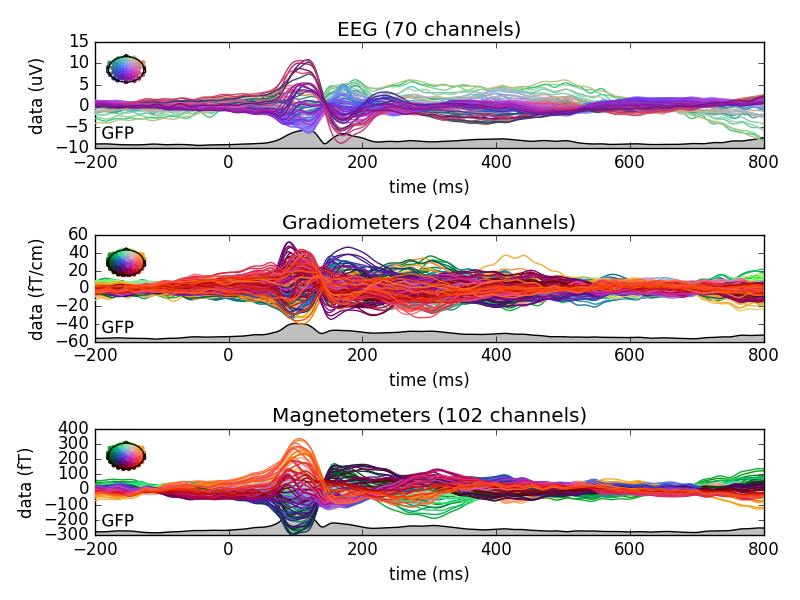 EEG (70 channels)
data (uV)
15
10
5
0
−5
−10
GFP
−200 0 200 400 600 800
time (ms)
Gradiometers (204 channels)
data (fT/cm)
60
40
20
0
−20
−40
−60
GFP
−200 0 200 400 600 800
time (ms)
Magnetometers (102 channels)
data (fT)
400
300
200
100
0
−100
−200
−300
GFP
−200 0 200 400 600 800
time (ms)